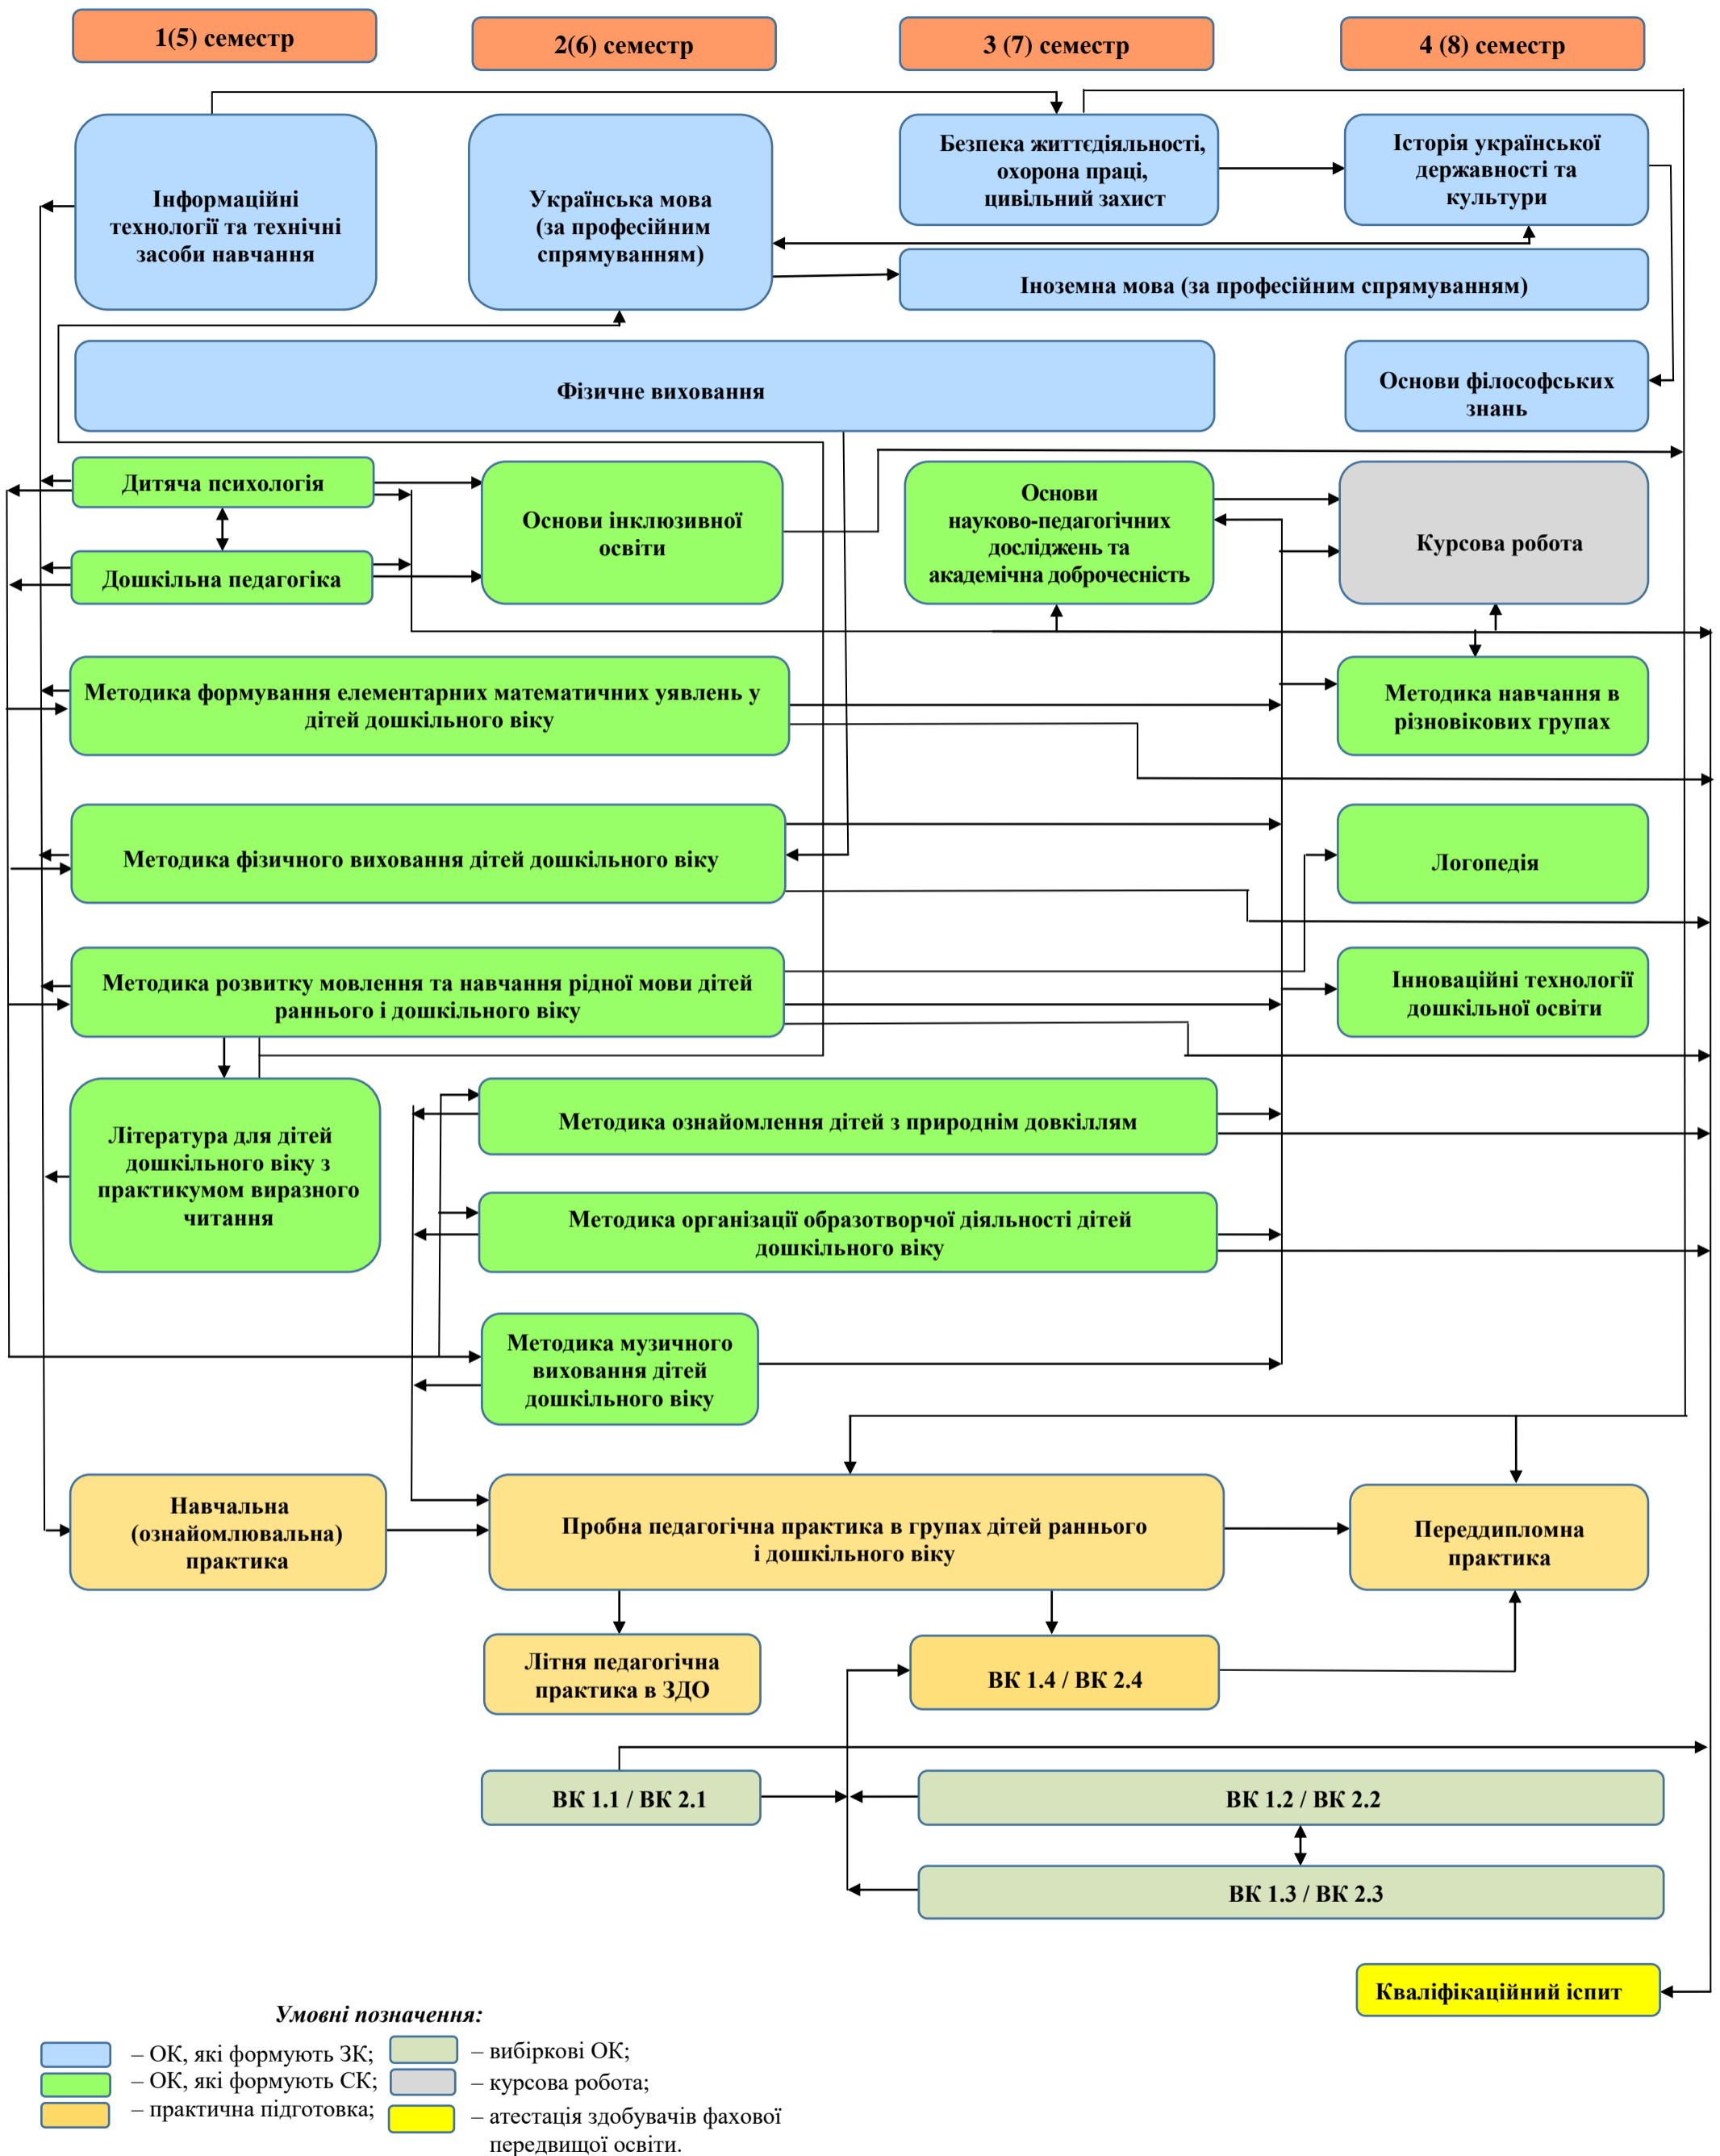 1(5) семестр
2(6) семестр
3 (7) семестр
4 (8) семестр
Інформаційні
технології та технічні
засоби навчання
Українська мова
(за професійним
спрямуванням)
Безпека життєдіяльності,
охорона праці,
цивільний захист
Історія української
державності та
культури
Іноземна мова (за професійним спрямуванням)
Фізичне виховання
Основи філософських
знань
Дитяча психологія
Дошкільна педагогіка
Основи інклюзивної
освіти
Основи
науково-педагогічних
досліджень та
академічна доброчесність
Курсова робота
Методика формування елементарних математичних уявлень у
дітей дошкільного віку
Методика навчання в
різновікових групах
Методика фізичного виховання дітей дошкільного віку
Логопедія
Методика розвитку мовлення та навчання рідної мови дітей
раннього і дошкільного віку
Інноваційні технології
дошкільної освіти
Література для дітей
дошкільного віку з
практикумом виразного
читання
Методика ознайомлення дітей з природнім довкіллям
Методика організації образотворчої діяльності дітей
дошкільного віку
Методика музичного
виховання дітей
дошкільного віку
Навчальна
(ознайомлювальна)
практика
Пробна педагогічна практика в групах дітей раннього
і дошкільного віку
Переддипломна
практика
Літня педагогічна
практика в ЗДО
ВК 1.4 / ВК 2.4
ВК 1.1 / ВК 2.1
ВК 1.2 / ВК 2.2
ВК 1.3 / ВК 2.3
Кваліфікаційний іспит
Умовні позначення:
– ОК, які формують ЗК;
– ОК, які формують СК;
– практична підготовка;
– вибіркові ОК;
– курсова робота;
– атестація здобувачів фахової
передвищої освіти.